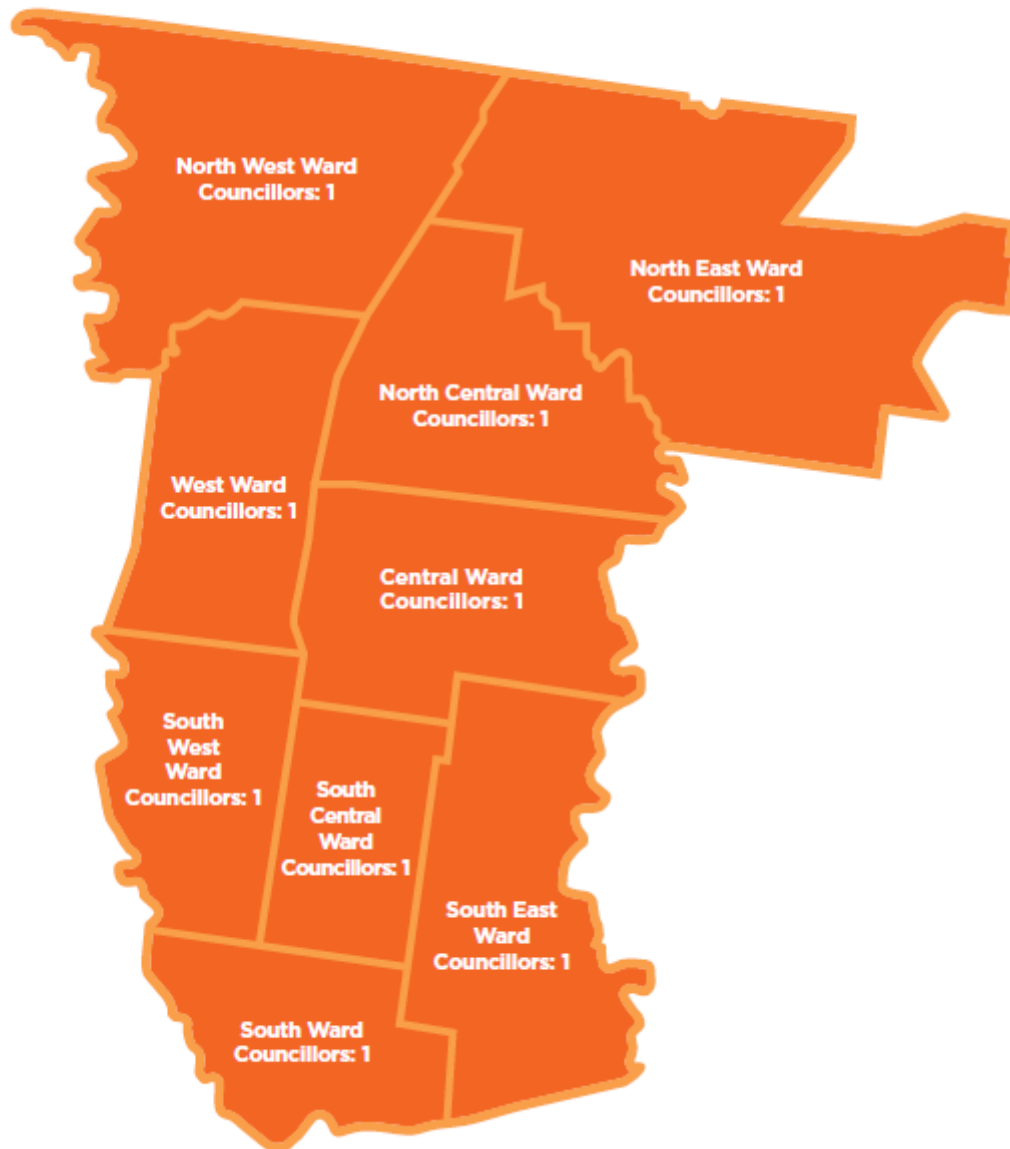 North West Ward
Councillors: 1
North East Ward
Councillors: 1
North Central Ward
Councillors: 1
West Ward
Councillors: 1
Central Ward
Councillors: 1
South
West
Ward
Councillors: 1
South
Central
Ward
Councillors: 1
South East
Ward
Councillors: 1
South Ward
Councillors: 1